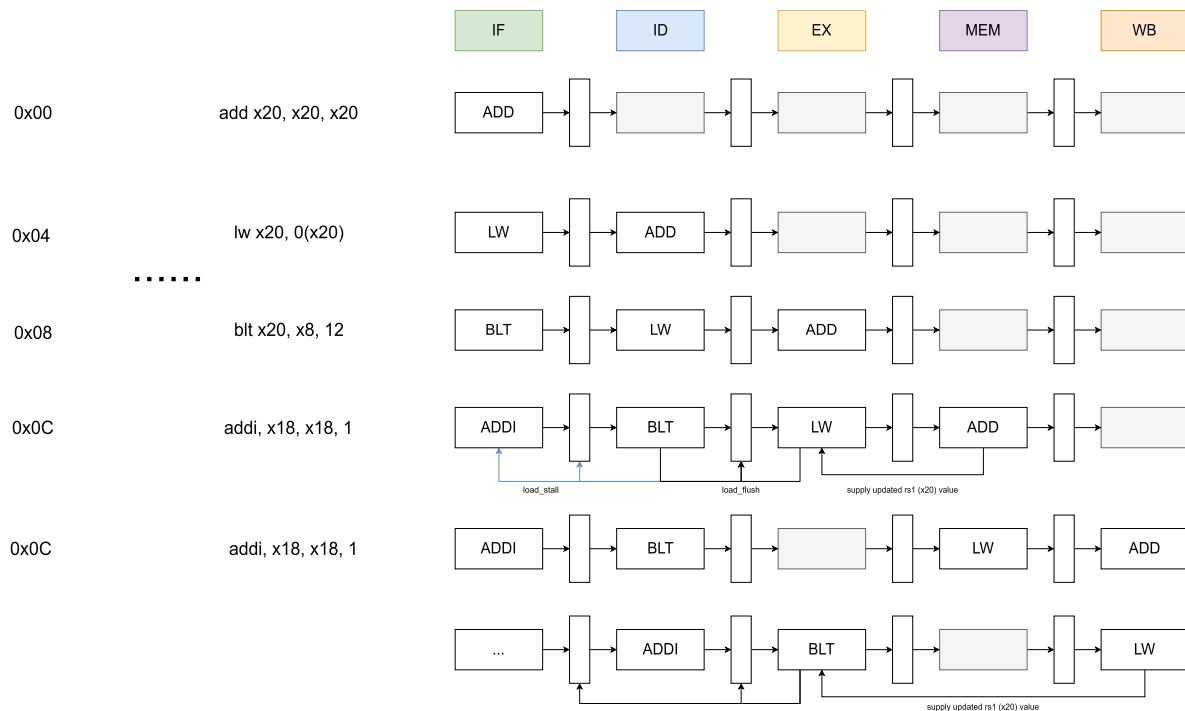 IF ID EX MEM WB
0x00 add x20, x20, x20 ADD
0x04 lw x20, 0(x20) LW ADD
......
0x08 blt x20, x8, 12 BLT LW ADD
0x0C addi, x18, x18, 1 ADDI BLT LW ADD
load_stall load_flush supply updated rs1 (x20) value
0x0C addi, x18, x18, 1 ADDI BLT LW ADD
... ADDI BLT LW
supply updated rs1 (x20) value